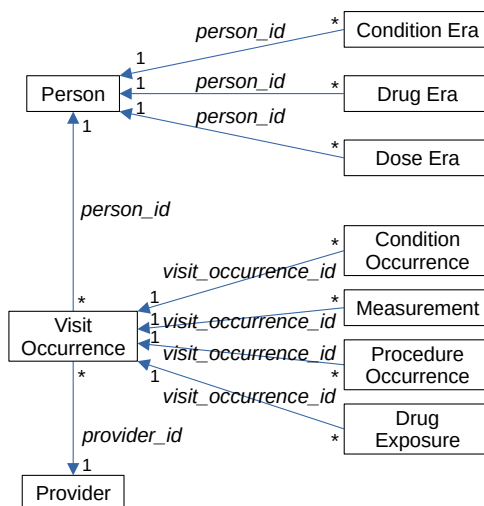 person_id
*
Condition Era
1
Person
1
person_id
*
Drug Era
1
person_id
1
*
Dose Era
person_id
*
Condition
Occurrence
visit_occurrence_id
*
Visit
Occurrence
1
1
visit_occurrence_id
*
Measurement
1
visit_occurrence_id
*
Procedure
Occurrence
*
1
visit_occurrence_id
*
Drug
Exposure
provider_id
1
Provider